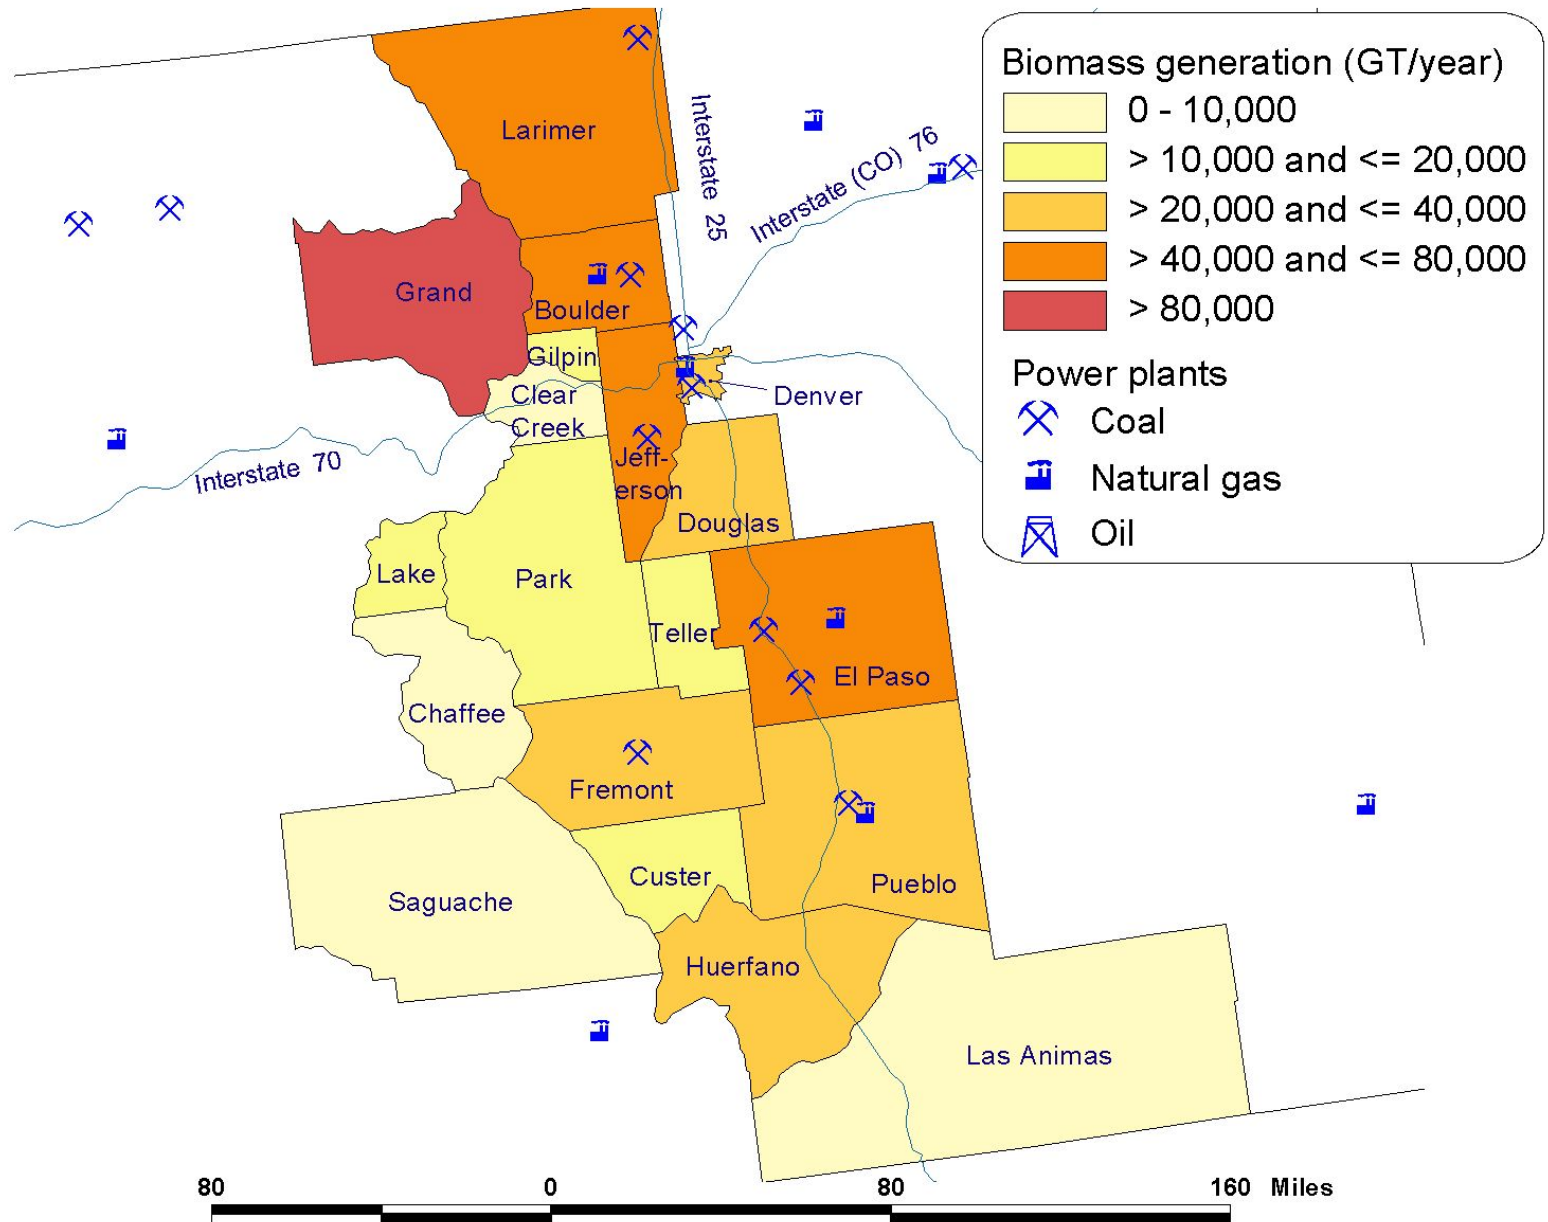 Biomass generation (GT/year)
0 - 10,000
> 10,000 and <= 20,000
> 20,000 and <= 40,000
> 40,000 and <= 80,000
> 80,000
Power plants
Coal
Natural gas
Oil
Larimer
Interstate 25
Interstate (CO) 76
Grand
Boulder
Gilpin
Clear
Creek
Denver
Interstate 70
Jeff-
erson
Douglas
Lake
Park
Teller
El Paso
Chaffee
Fremont
Custer
Pueblo
Saguache
Huerfano
Las Animas
80 0 80 160 Miles